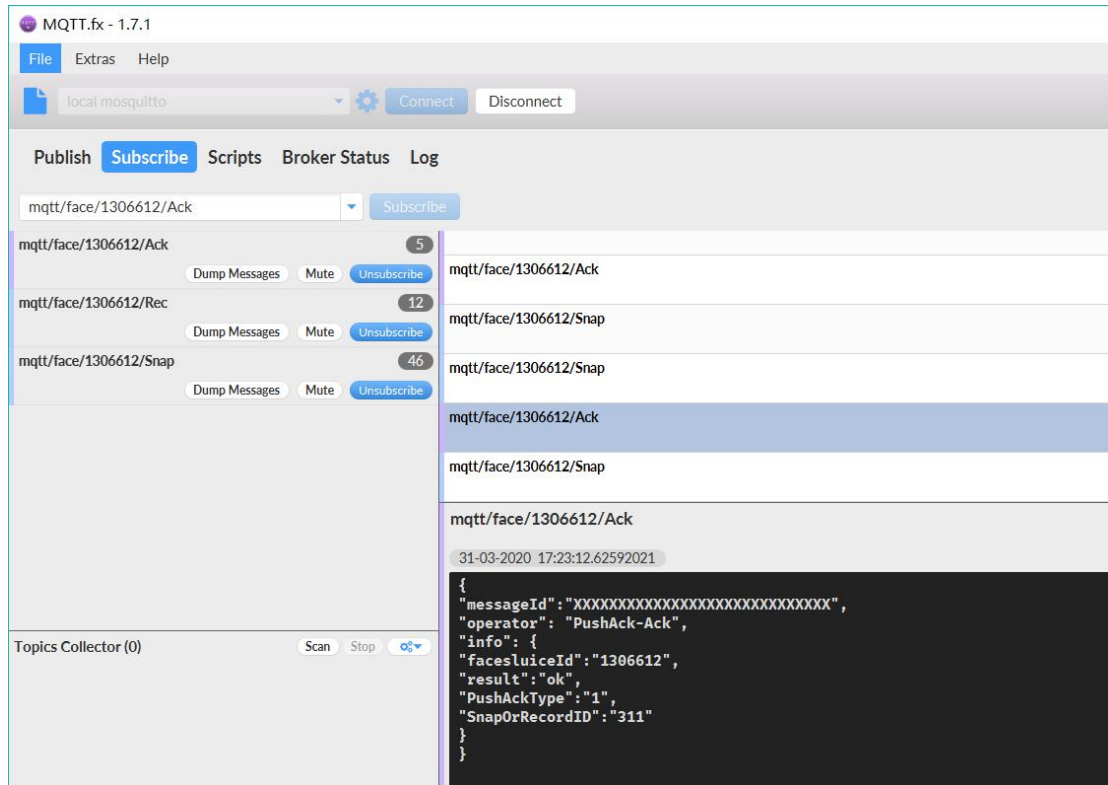 MQTT.fx - 1.7.1
File Extras Help
local mosquitto Connect Disconnect
Publish Subscribe Scripts Broker Status Log
mqtt/face/1306612/Ack Subscribe
mqtt/face/1306612/Ack 5
Dump Messages Mute Unsubscribe
mqtt/face/1306612/Rec 12
Dump Messages Mute Unsubscribe
mqtt/face/1306612/Snap 46
Dump Messages Mute Unsubscribe
Topics Collector (0) Scan Stop
mqtt/face/1306612/Ack
mqtt/face/1306612/Snap
mqtt/face/1306612/Snap
mqtt/face/1306612/Ack
mqtt/face/1306612/Snap
mqtt/face/1306612/Ack
31-03-2020 17:23:12.62592021
{
"messageId":"XXXXXXXXXXXXXXXXXXXXXXXXXXXXX",
"operator": "PushAck-Ack",
"info": {
"facesluiceId":"1306612",
"result":"ok",
"PushAckType":"1",
"SnapOrRecordID":"311"
}
}